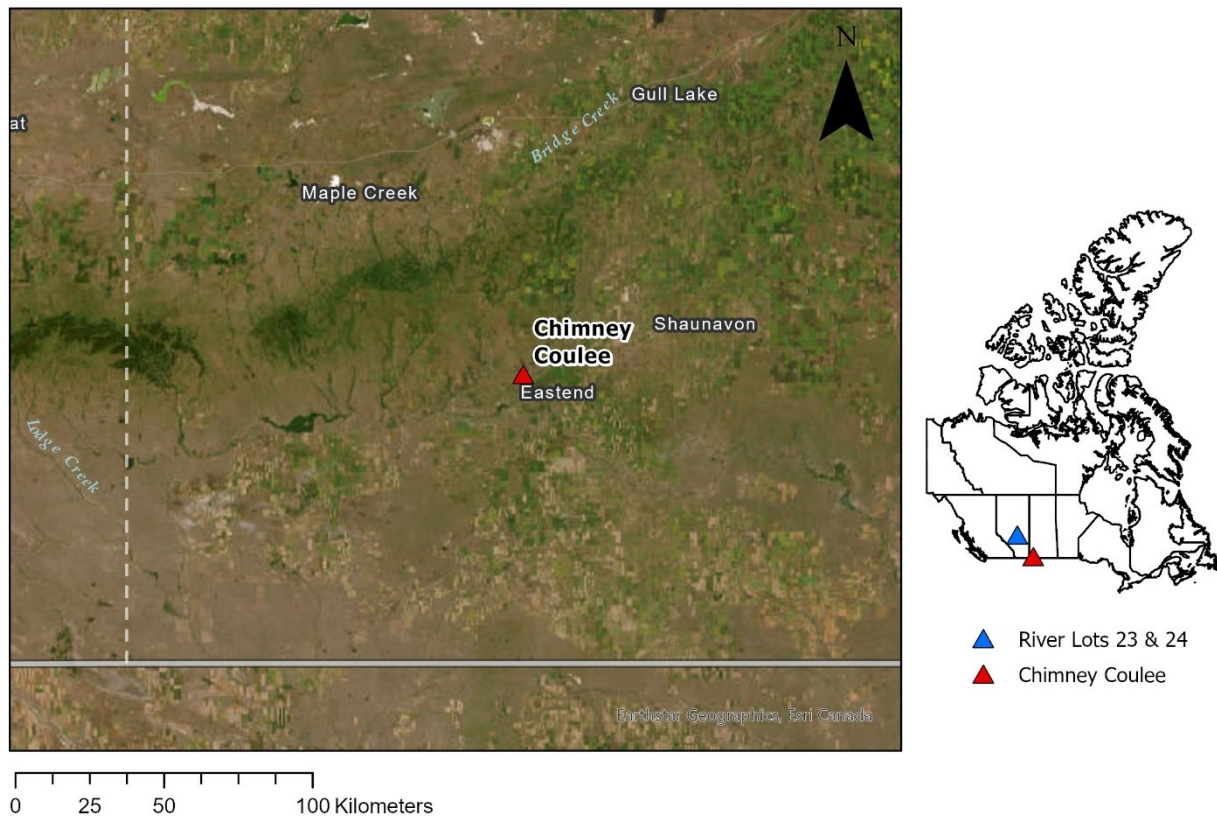 N
Gull Lake
Bridge Creek
at
Maple Creek
Chimney
Coulee
Shaunavon
Eastend
Lodge Creek
Earthstar Geographics, Esri Canada
0 25 50 100 Kilometers
River Lots 23 & 24
Chimney Coulee